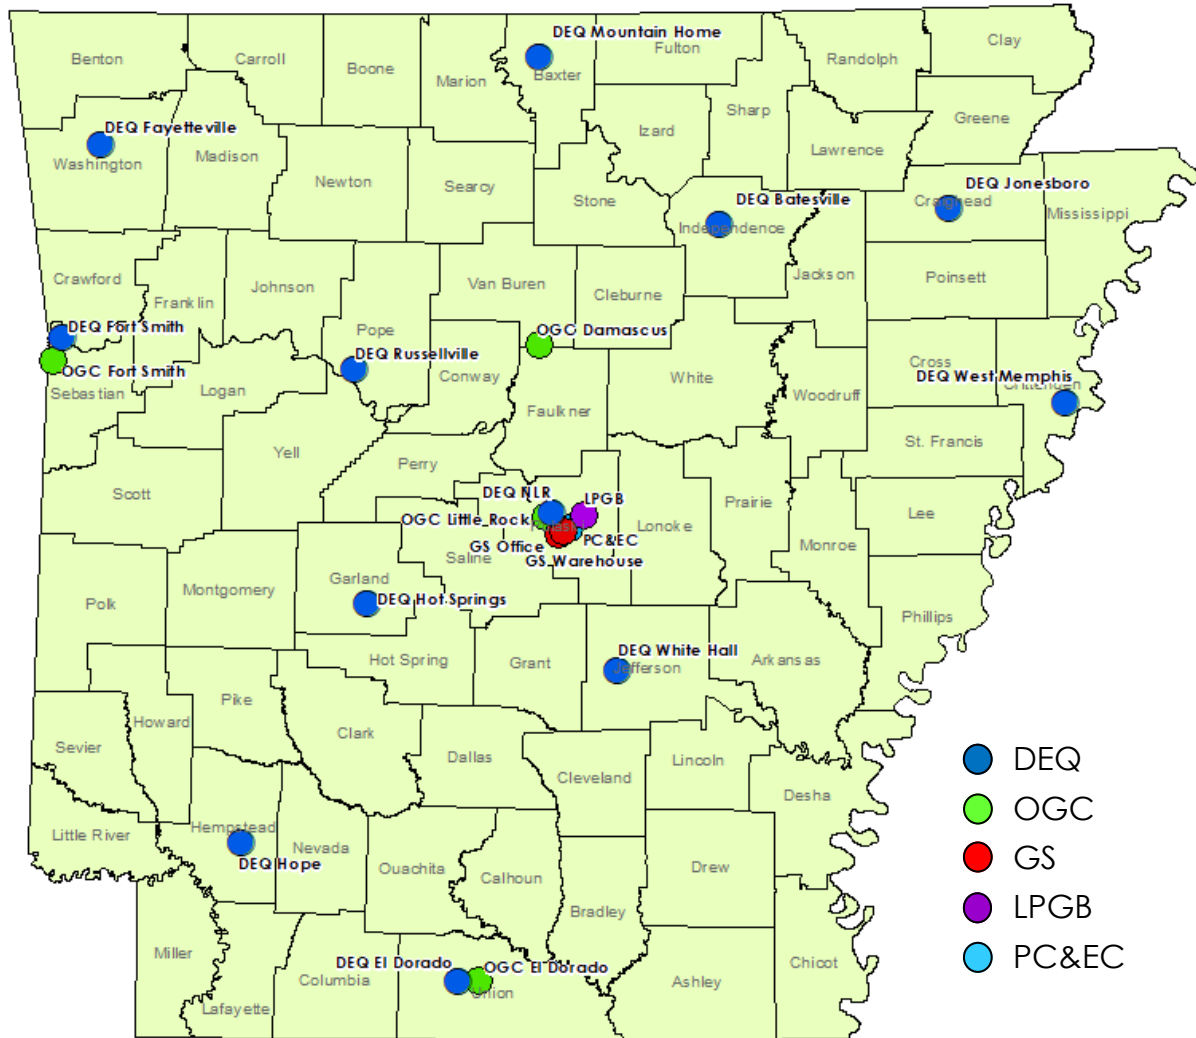 DEQ Mountain Home
Fulton
Clay
Benton
Carroll
Boone
Marion
Baxter
Randolph
Sharp
Greene
DEQ Fayetteville
Izard
Washington
Madison
Lawrence
Newton
Searcy
Stone
DEQ Batesville
DEQ Jonesboro
Craighead
Mississippi
Independence
Crawford
Franklin
Johnson
Van Buren
Cleburne
Jackson
Poinsett
DEQ Fort Smith
Pope
OGC Damascus
OGC Fort Smith
DEQ Russellville
Sebastian
Logan
Conway
White
Cross
DEQ West Memphis
Crittenden
Woodruff
Faulkner
St. Francis
Yell
Perry
Scott
DEQ NLR
LPGB
Prairie
Lee
OGC Little Rock
Lonoke
PC&EC
GS Office
GS Warehouse
Monroe
Saline
Garland
Montgomery
Polk
DEQ Hot Springs
Phillips
Hot Spring
Grant
DEQ White Hall
Jefferson
Arkansas
Pike
Howard
Sevier
Clark
Dallas
Cleveland
Lincoln
Desha
DEQ
OGC
GS
LPGB
PC&EC
Little River
Hempstead
Nevada
DEQ Hope
Ouachita
Calhoun
Drew
Bradley
Miller
DEQ El Dorado
OGC El Dorado
Union
Columbia
Lafayette
Ashley
Chicot